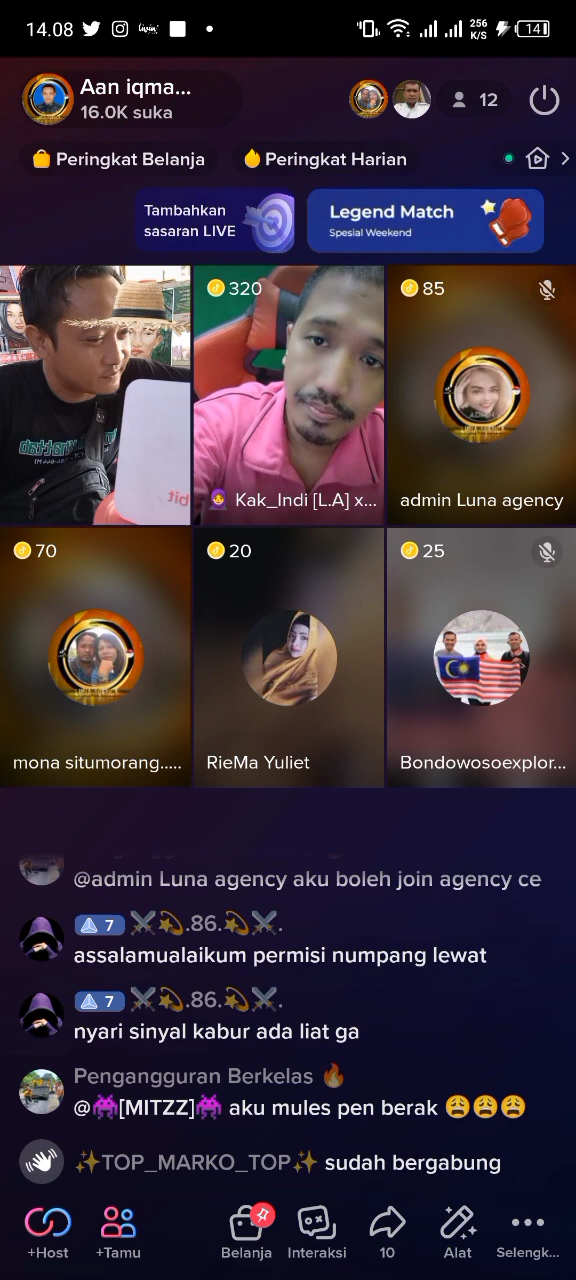 14.08
256
K/S
14
Aan iqma...
16.0K suka
12
Peringkat Belanja
Peringkat Harian
Tambahkan
sasaran LIVE
Legend Match
Spesial Weekend
320
85
Kak_Indi [L.A] x...
admin Luna agency
70
20
25
mona situmorang.....
RieMa Yuliet
Bondowosoexplor...
@admin Luna agency aku boleh join agency ce
7 ⚔️💫.86.💫⚔️.
assalamualaikum permisi numpang lewat
7 ⚔️💫.86.💫⚔️.
nyari sinyal kabur ada liat ga
Pengangguran Berkelas 🔥
@👾[MITZZ]👾 aku mules pen berak 😩😩😩
✨TOP_MARKO_TOP✨ sudah bergabung
+Host
+Tamu
Belanja
Interaksi
10
Alat
Selengk...